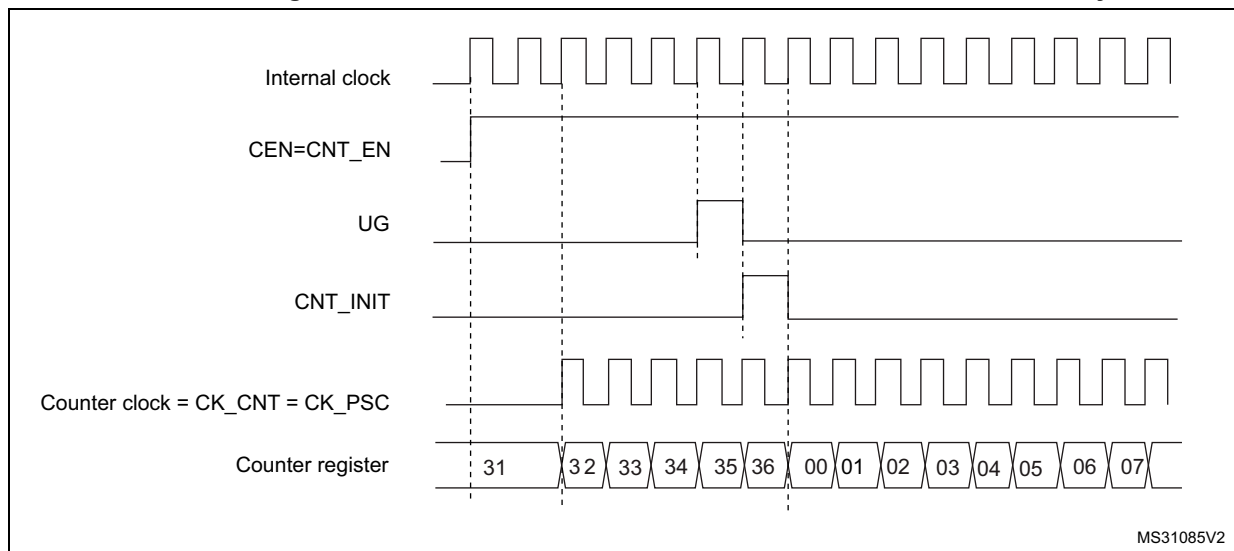 Internal clock
CEN=CNT_EN
UG
CNT_INIT
Counter clock = CK_CNT = CK_PSC
Counter register 31 32 33 34 35 36 00 01 02 03 04 05 06 07
MS31085V2